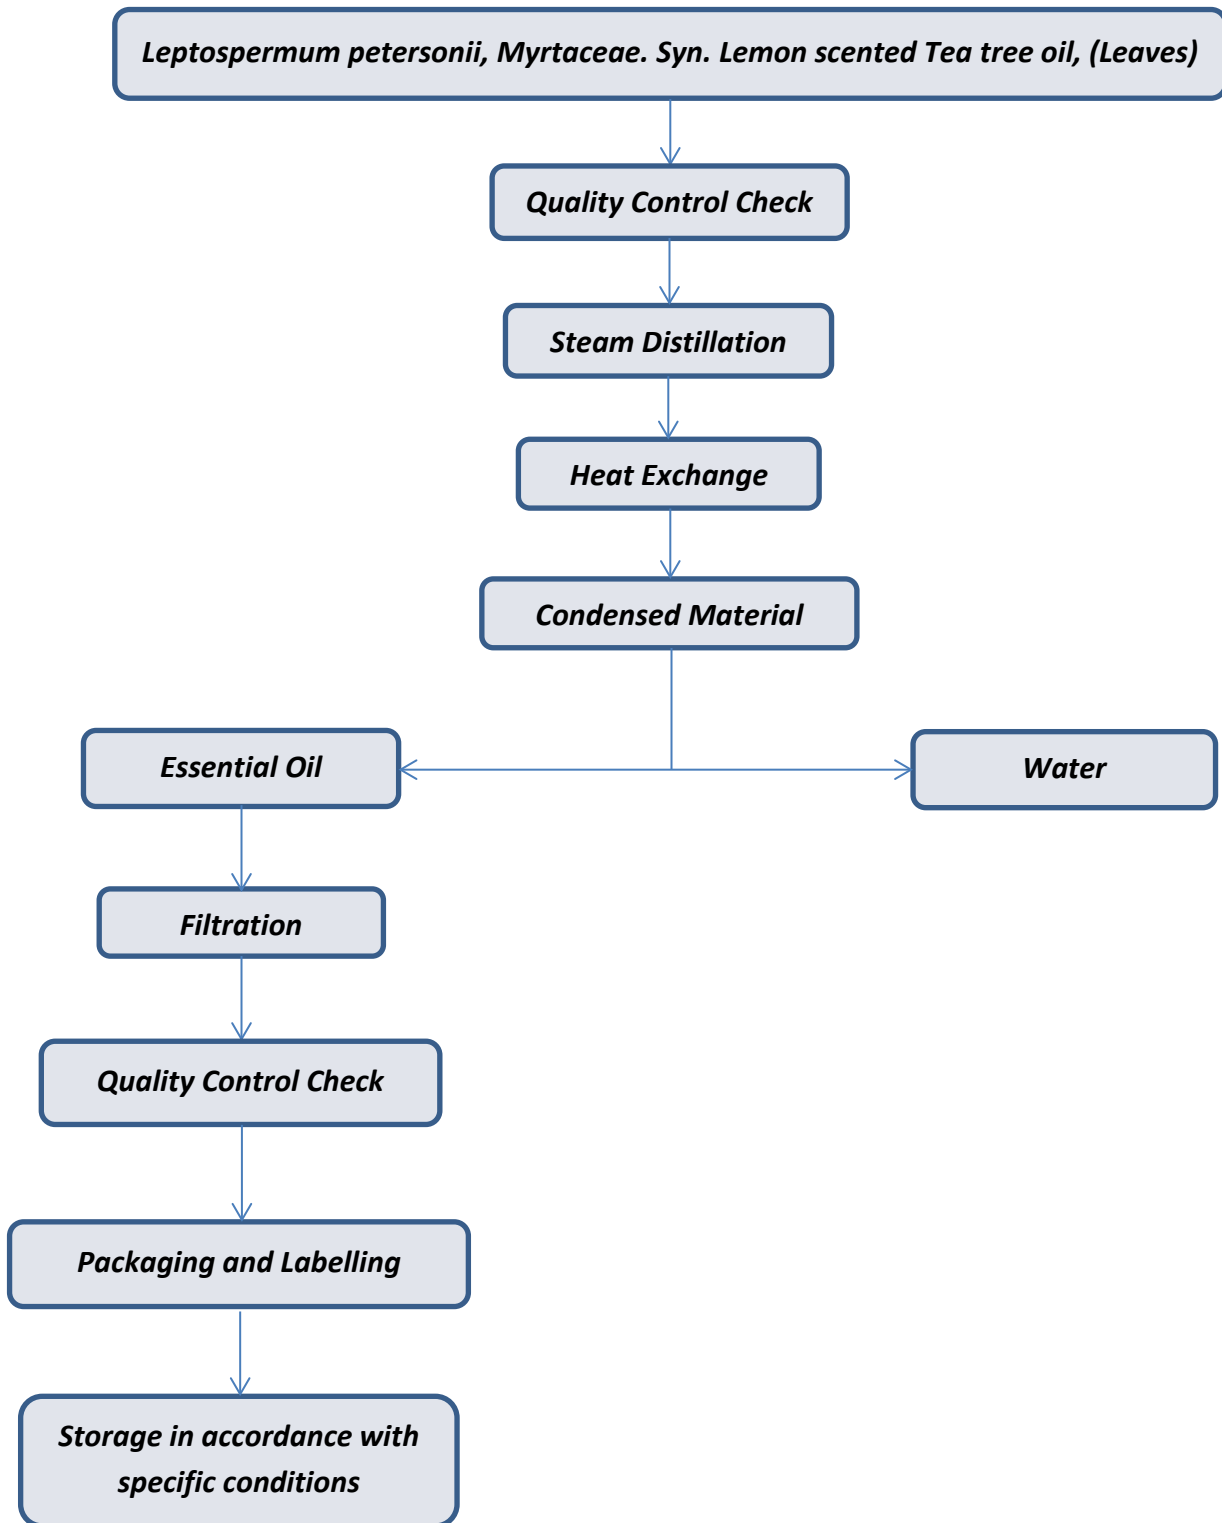 Leptospermum petersonii, Myrtaceae. Syn. Lemon scented Tea tree oil, (Leaves)
Quality Control Check
Steam Distillation
Heat Exchange
Condensed Material
Essential Oil
Water
Filtration
Quality Control Check
Packaging and Labelling
Storage in accordance with
specific conditions